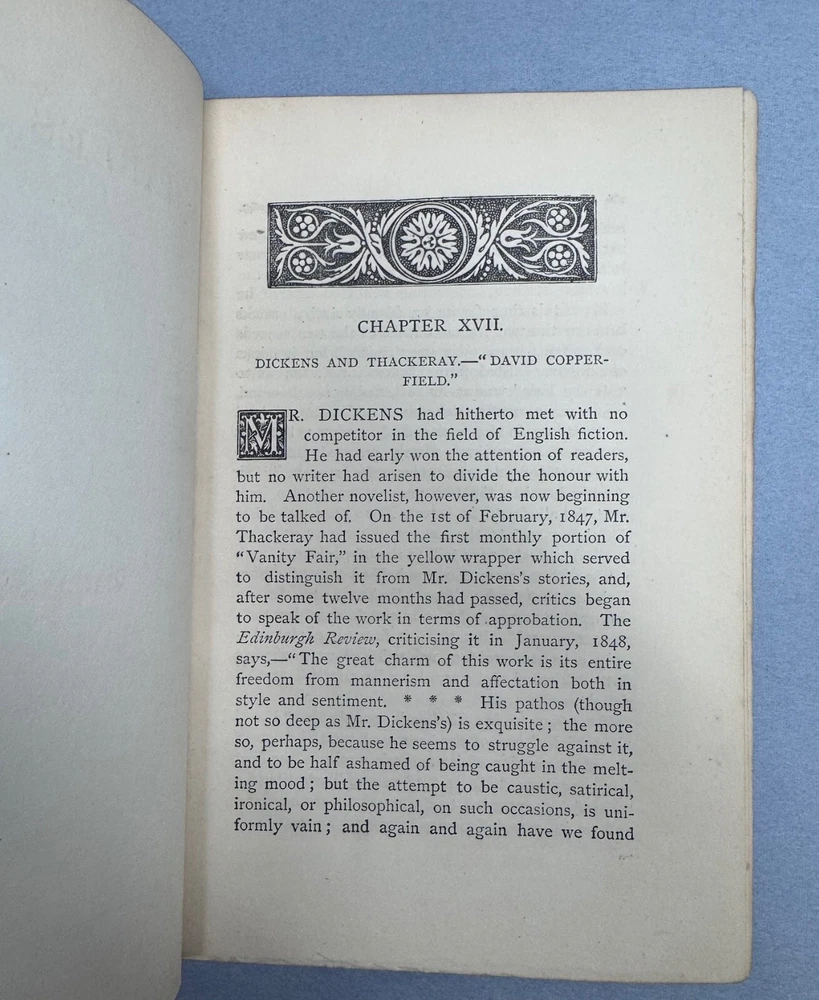 CHAPTER XVII.
DICKENS AND THACKERAY.—“DAVID COPPER-
FIELD.”
MR. DICKENS had hitherto met with no
competitor in the field of English fiction.
He had early won the attention of readers,
but no writer had arisen to divide the honour with
him. Another novelist, however, was now beginning
to be talked of. On the 1st of February, 1847, Mr.
Thackeray had issued the first monthly portion of
“Vanity Fair,” in the yellow wrapper which served
to distinguish it from Mr. Dickens’s stories, and,
after some twelve months had passed, critics began
to speak of the work in terms of approbation. The
Edinburgh Review, criticising it in January, 1848,
says,—“The great charm of this work is its entire
freedom from mannerism and affectation both in
style and sentiment. * * * His pathos (though
not so deep as Mr. Dickens’s) is exquisite; the more
so, perhaps, because he seems to struggle against it,
and to be half ashamed of being caught in the melt-
ing mood; but the attempt to be caustic, satirical,
ironical, or philosophical, on such occasions, is uni-
formly vain; and again and again have we found